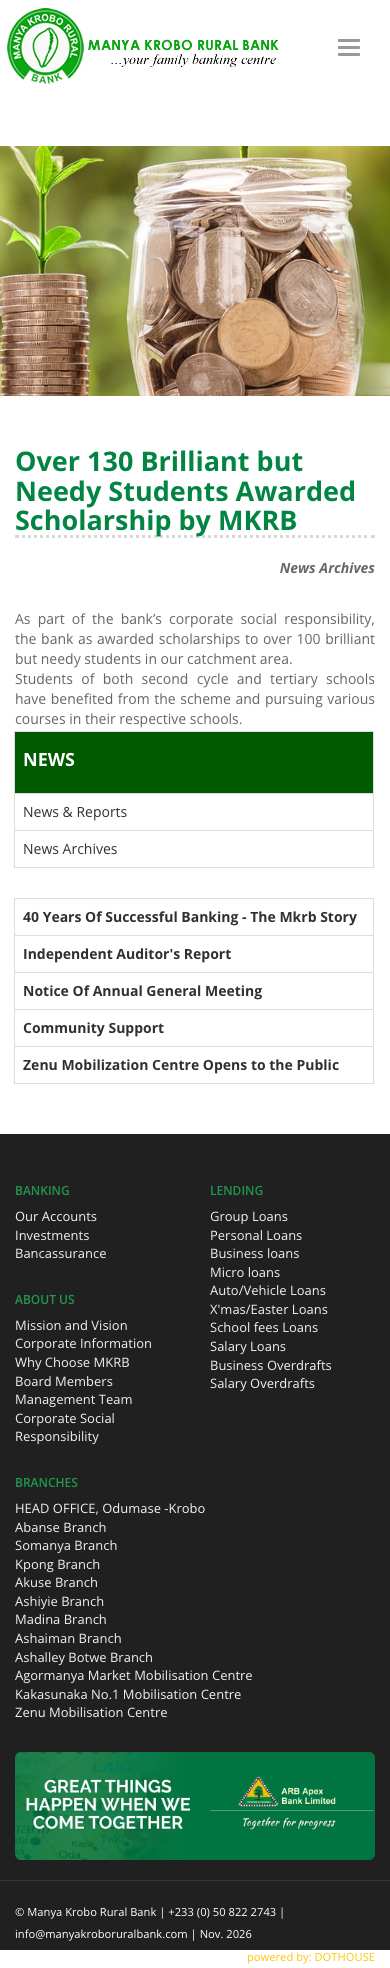 MANYA KROBO RURAL
BANK
MANYA KROBO RURAL BANK
...your family banking centre
Over 130 Brilliant but
Needy Students Awarded
Scholarship by MKRB
News Archives
As part of the bank’s corporate social responsibility,
the bank as awarded scholarships to over 100 brilliant
but needy students in our catchment area.
Students of both second cycle and tertiary schools
have benefited from the scheme and pursuing various
courses in their respective schools.
NEWS
News & Reports
News Archives
40 Years Of Successful Banking - The Mkrb Story
Independent Auditor's Report
Notice Of Annual General Meeting
Community Support
Zenu Mobilization Centre Opens to the Public
BANKING
Our Accounts
Investments
Bancassurance
ABOUT US
Mission and Vision
Corporate Information
Why Choose MKRB
Board Members
Management Team
Corporate Social
Responsibility
LENDING
Group Loans
Personal Loans
Business loans
Micro loans
Auto/Vehicle Loans
X'mas/Easter Loans
School fees Loans
Salary Loans
Business Overdrafts
Salary Overdrafts
BRANCHES
HEAD OFFICE, Odumase -Krobo
Abanse Branch
Somanya Branch
Kpong Branch
Akuse Branch
Ashiyie Branch
Madina Branch
Ashaiman Branch
Ashalley Botwe Branch
Agormanya Market Mobilisation Centre
Kakasunaka No.1 Mobilisation Centre
Zenu Mobilisation Centre
GREAT THINGS
HAPPEN WHEN WE
COME TOGETHER
ARB Apex
Bank Limited
Together for progress
© Manya Krobo Rural Bank | +233 (0) 50 822 2743 |
info@manyakroboruralbank.com | Nov. 2026
powered by: DOTHOUSE